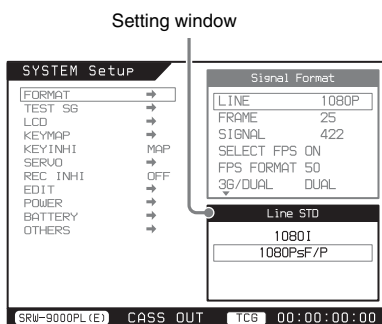 Setting window
SYSTEM Setup
FORMAT
TEST SG
LCD
KEYMAP
KEYINHI MAP
SERVO
REC INHI OFF
EDIT
POWER
BATTERY
OTHERS
Signal Format
LINE 1080P
FRAME 25
SIGNAL 422
SELECT FPS ON
FPS FORMAT 50
3G/DUAL DUAL
Line STD
1080I
1080PsF/P
SRW-9000PL(E) CASS OUT TCG 00:00:00:00